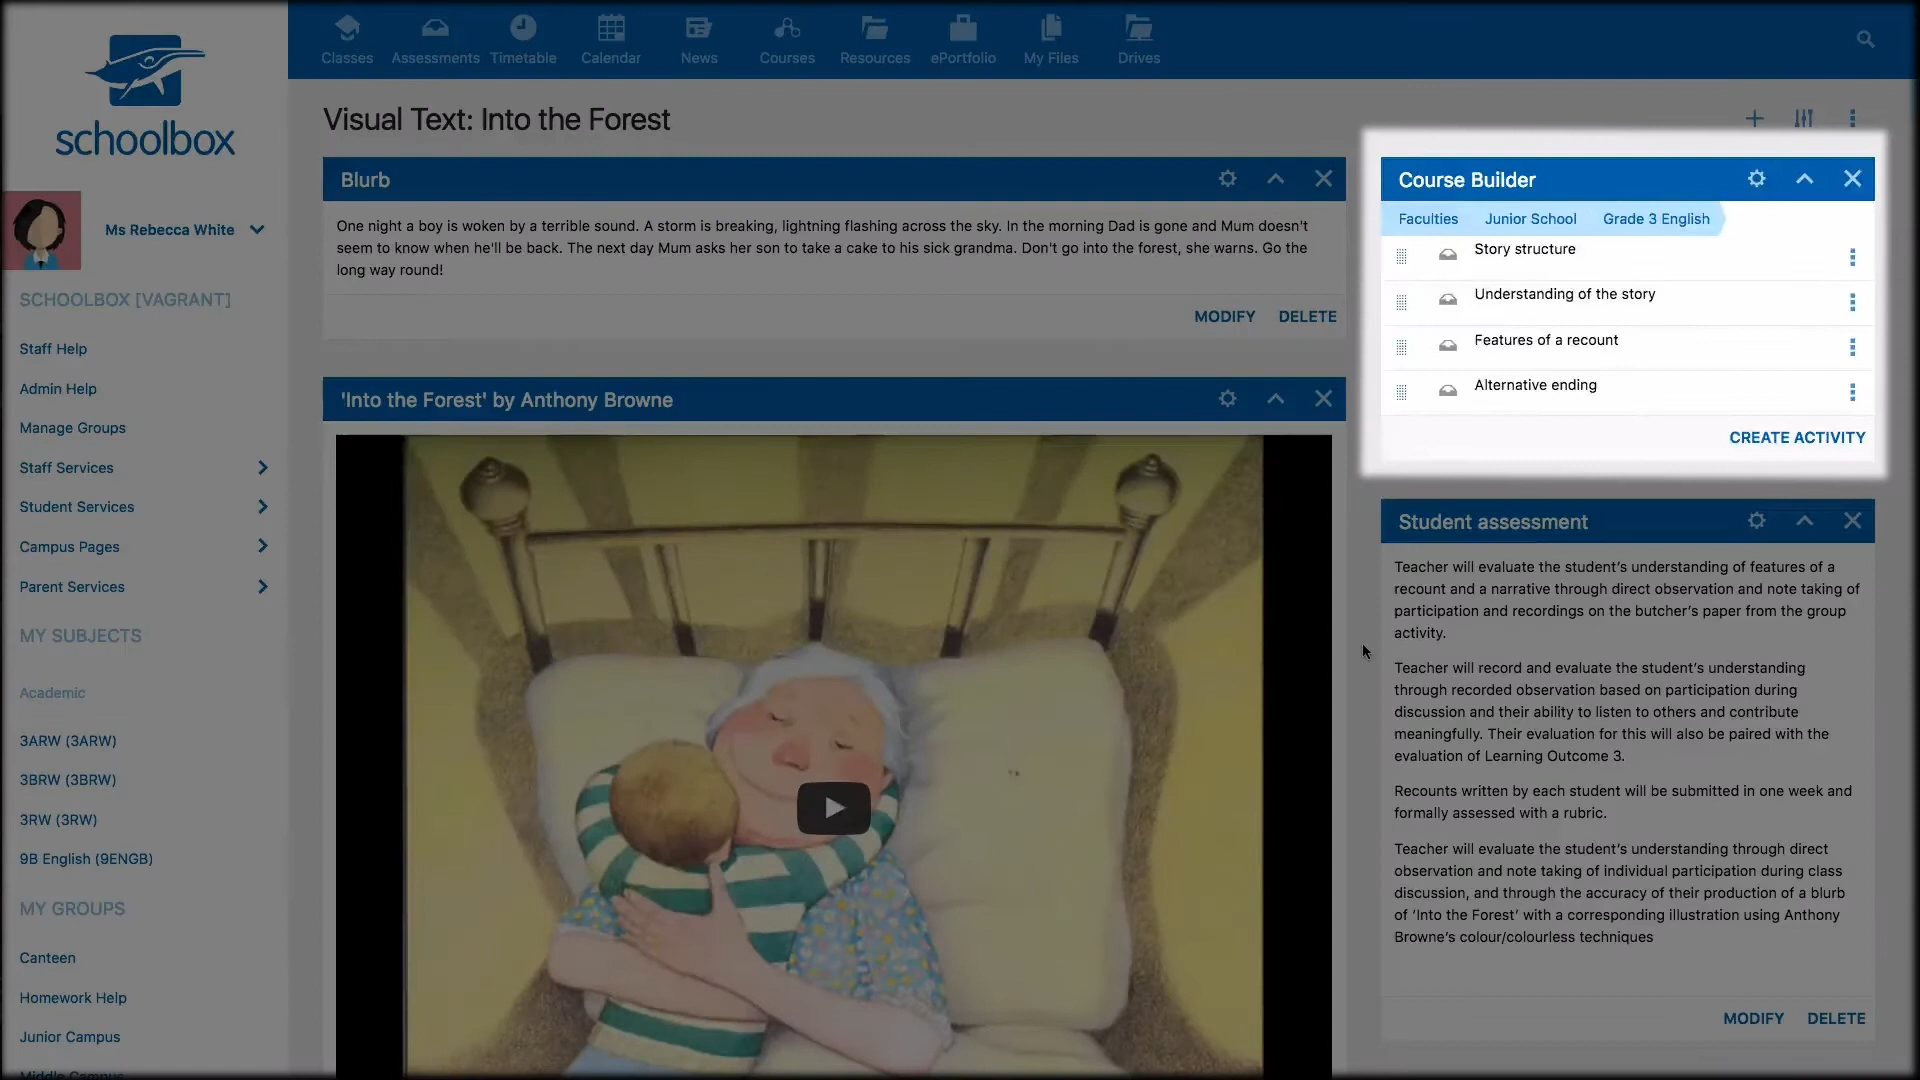 schoolbox
Ms Rebecca White
SCHOOLBOX [VAGRANT]
Staff Help
Admin Help
Manage Groups
Staff Services
Student Services
Campus Pages
Parent Services
MY SUBJECTS
Academic
3ARW (3ARW)
3BRW (3BRW)
3RW (3RW)
9B English (9ENGB)
MY GROUPS
Canteen
Homework Help
Junior Campus
Middle Campus
Classes Assessments Timetable Calendar News Courses Resources ePortfolio My Files Drives
Visual Text: Into the Forest
Blurb
One night a boy is woken by a terrible sound. A storm is breaking, lightning flashing across the sky. In the morning Dad is gone and Mum doesn't
seem to know when he'll be back. The next day Mum asks her son to take a cake to his sick grandma. Don't go into the forest, she warns. Go the
long way round!
MODIFY DELETE
'Into the Forest' by Anthony Browne
Course Builder
Faculties Junior School Grade 3 English
Story structure
Understanding of the story
Features of a recount
Alternative ending
CREATE ACTIVITY
Student assessment
Teacher will evaluate the student’s understanding of features of a
recount and a narrative through direct observation and note taking of
participation and recordings on the butcher’s paper from the group
activity.
Teacher will record and evaluate the student’s understanding
through recorded observation based on participation during
discussion and their ability to listen to others and contribute
meaningfully. Their evaluation for this will also be paired with the
evaluation of Learning Outcome 3.
Recounts written by each student will be submitted in one week and
formally assessed with a rubric.
Teacher will evaluate the student’s understanding through direct
observation and note taking of individual participation during class
discussion, and through the accuracy of their production of a blurb
of ‘Into the Forest’ with a corresponding illustration using Anthony
Browne’s colour/colourless techniques
MODIFY DELETE